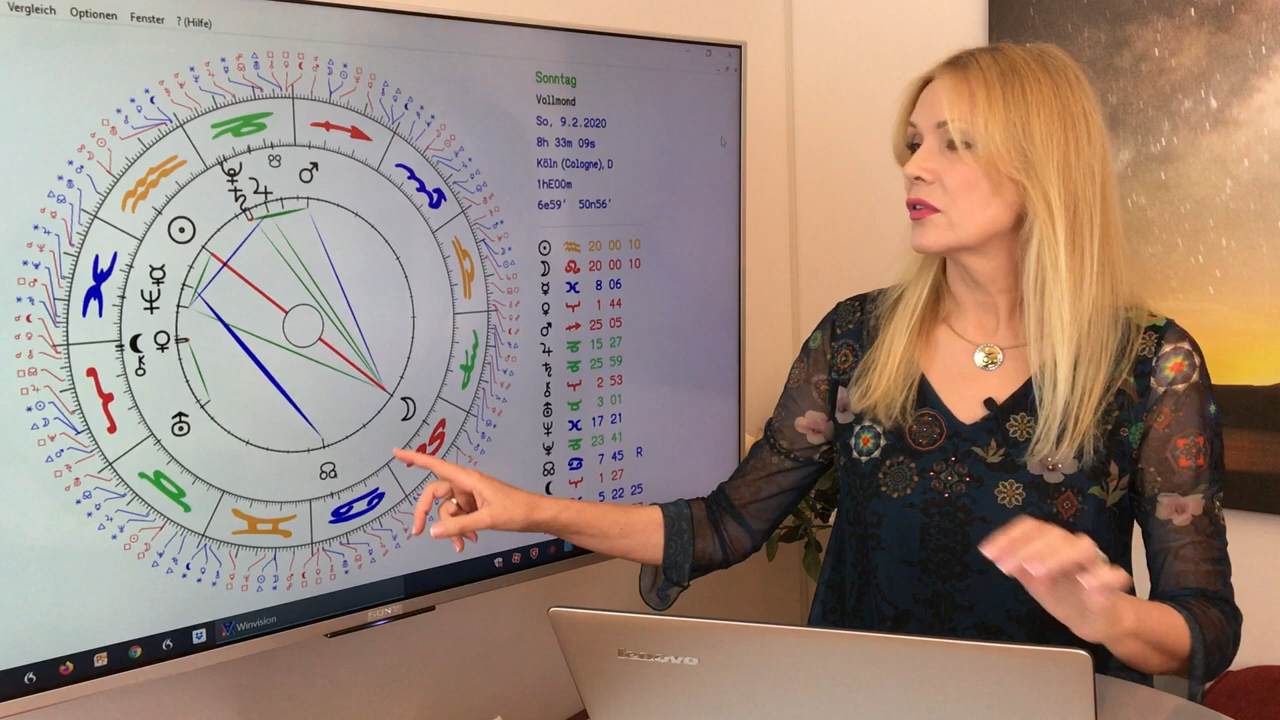 Vergleich Optionen Fenster ? (Hilfe)
Sonntag
Vollmond
So, 9.2.2020
8h 33m 09s
Köln (Cologne), D
1hE00m
6e59' 50n56'
☉ ♒ 20 00 10
☽ ♌ 20 00 10
☿ ♓ 8 06
♀ ♈ 1 44
♂ ♐ 25 05
♃ ♑ 15 27
♄ ♑ 25 59
⚷ ♈ 2 53
♅ ♉ 3 01
♆ ♓ 17 21
♇ ♑ 23 41
☊ ♋ 7 45 R
⚸ ♈ 1 27
♓ 5 22 25
SONY
Winvision
lenovo